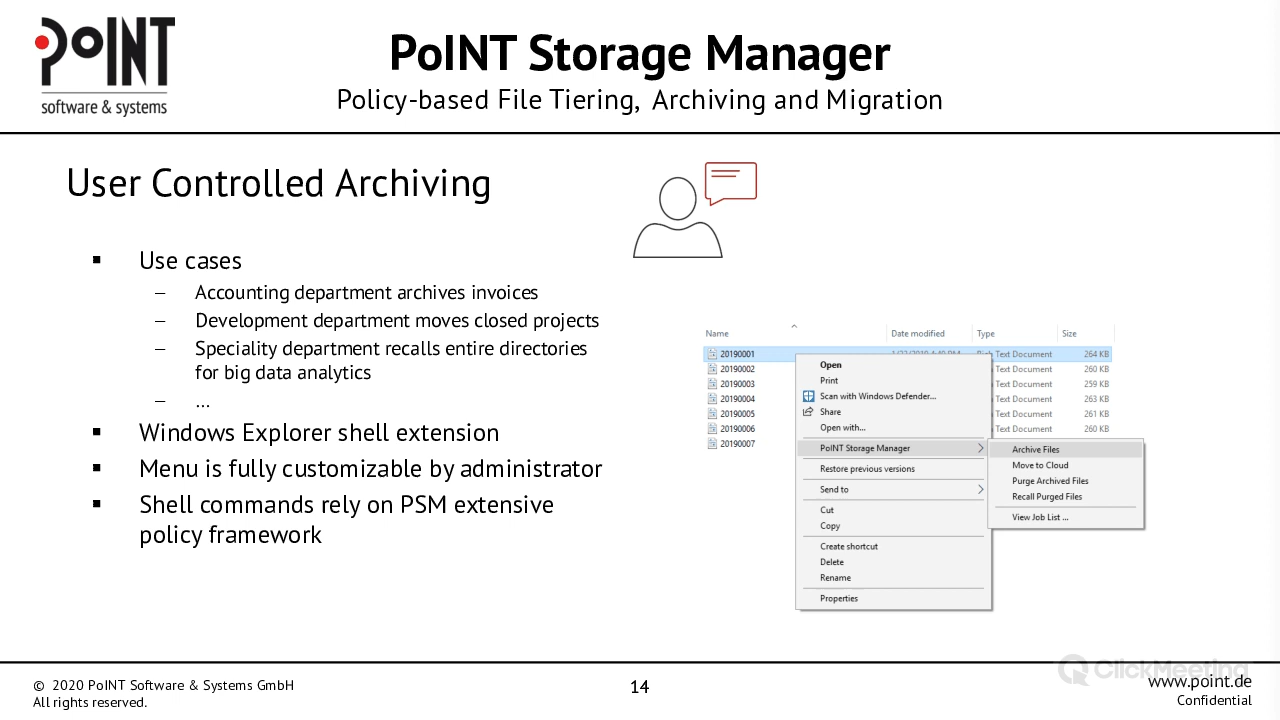 PoINT
software & systems
PoINT Storage Manager
Policy-based File Tiering, Archiving and Migration
User Controlled Archiving
▪ Use cases
– Accounting department archives invoices
– Development department moves closed projects
– Speciality department recalls entire directories
for big data analytics
– ...
▪ Windows Explorer shell extension
▪ Menu is fully customizable by administrator
▪ Shell commands rely on PSM extensive
policy framework
Name Date modified Type Size
20190001 Text Document 264 KB
20190002 Text Document 260 KB
20190003 Text Document 259 KB
20190004 Text Document 263 KB
20190005 Text Document 261 KB
20190006 Text Document 260 KB
20190007
Open
Print
Scan with Windows Defender...
Share
Open with...
PoINT Storage Manager
Restore previous versions
Send to
Cut
Copy
Create shortcut
Delete
Rename
Properties
Archive Files
Move to Cloud
Purge Archived Files
Recall Purged Files
View Job List ...
© 2020 PoINT Software & Systems GmbH
All rights reserved.
14
ClickMeeting
www.point.de
Confidential